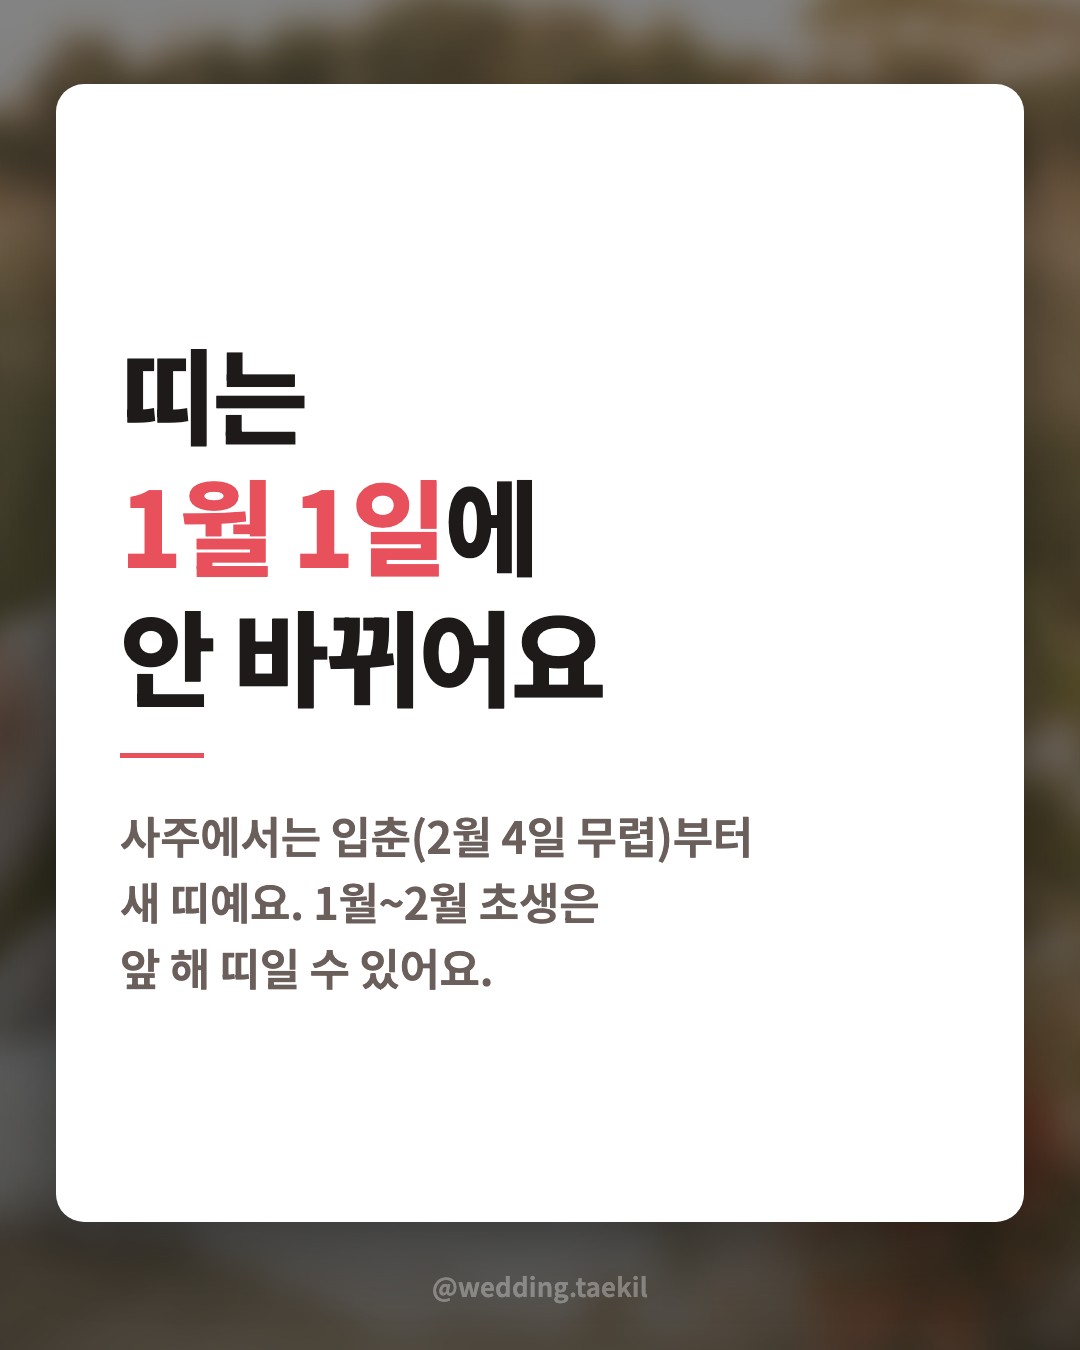 띠는
1월 1일에
안 바뀌어요
사주에서는 입춘(2월 4일 무렵)부터
새 띠예요. 1월~2월 초생은
앞 해 띠일 수 있어요.
@wedding.taekil